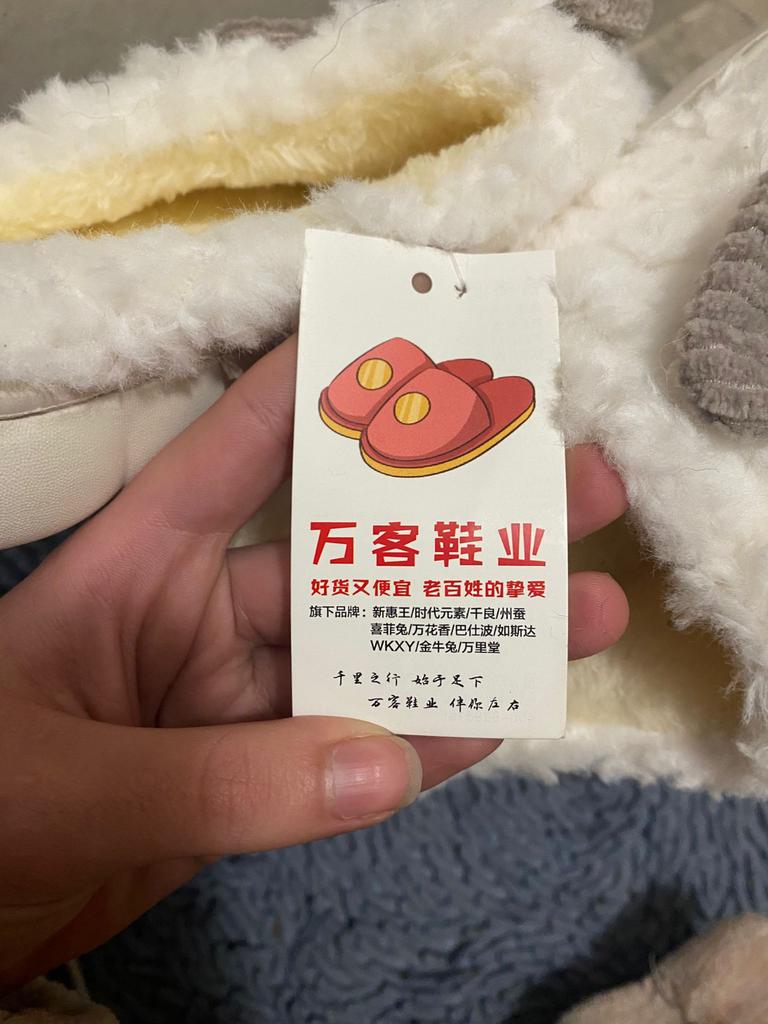 万客鞋业
好货又便宜 老百姓的挚爱
旗下品牌：新惠王/时代元素/千良/州蚕
喜菲兔/万花香/巴仕波/如斯达
WKXY/金牛兔/万里堂
千里之行 始于足下
万客鞋业 伴你左右